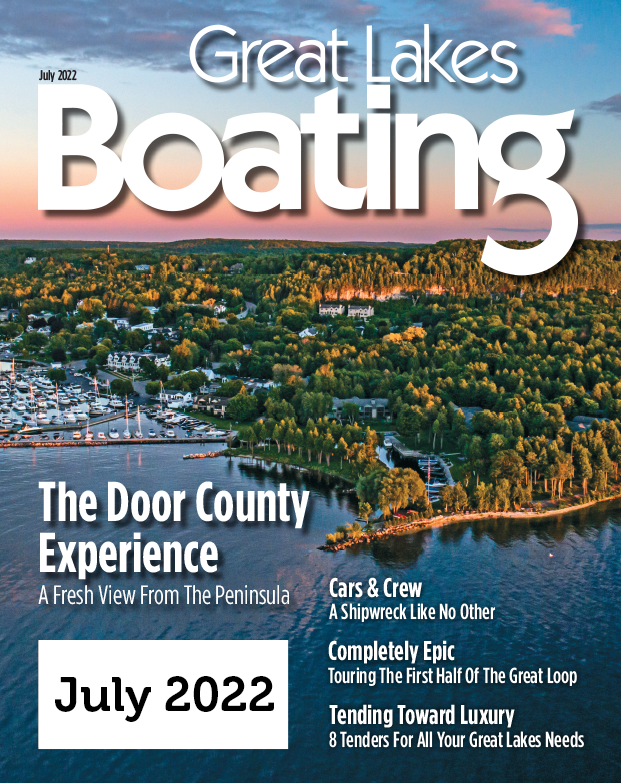 Great Lakes
July 2022
Boating
The Door County
Experience
A Fresh View From The Peninsula
Cars & Crew
A Shipwreck Like No Other
Completely Epic
Touring The First Half Of The Great Loop
Tending Toward Luxury
8 Tenders For All Your Great Lakes Needs
July 2022